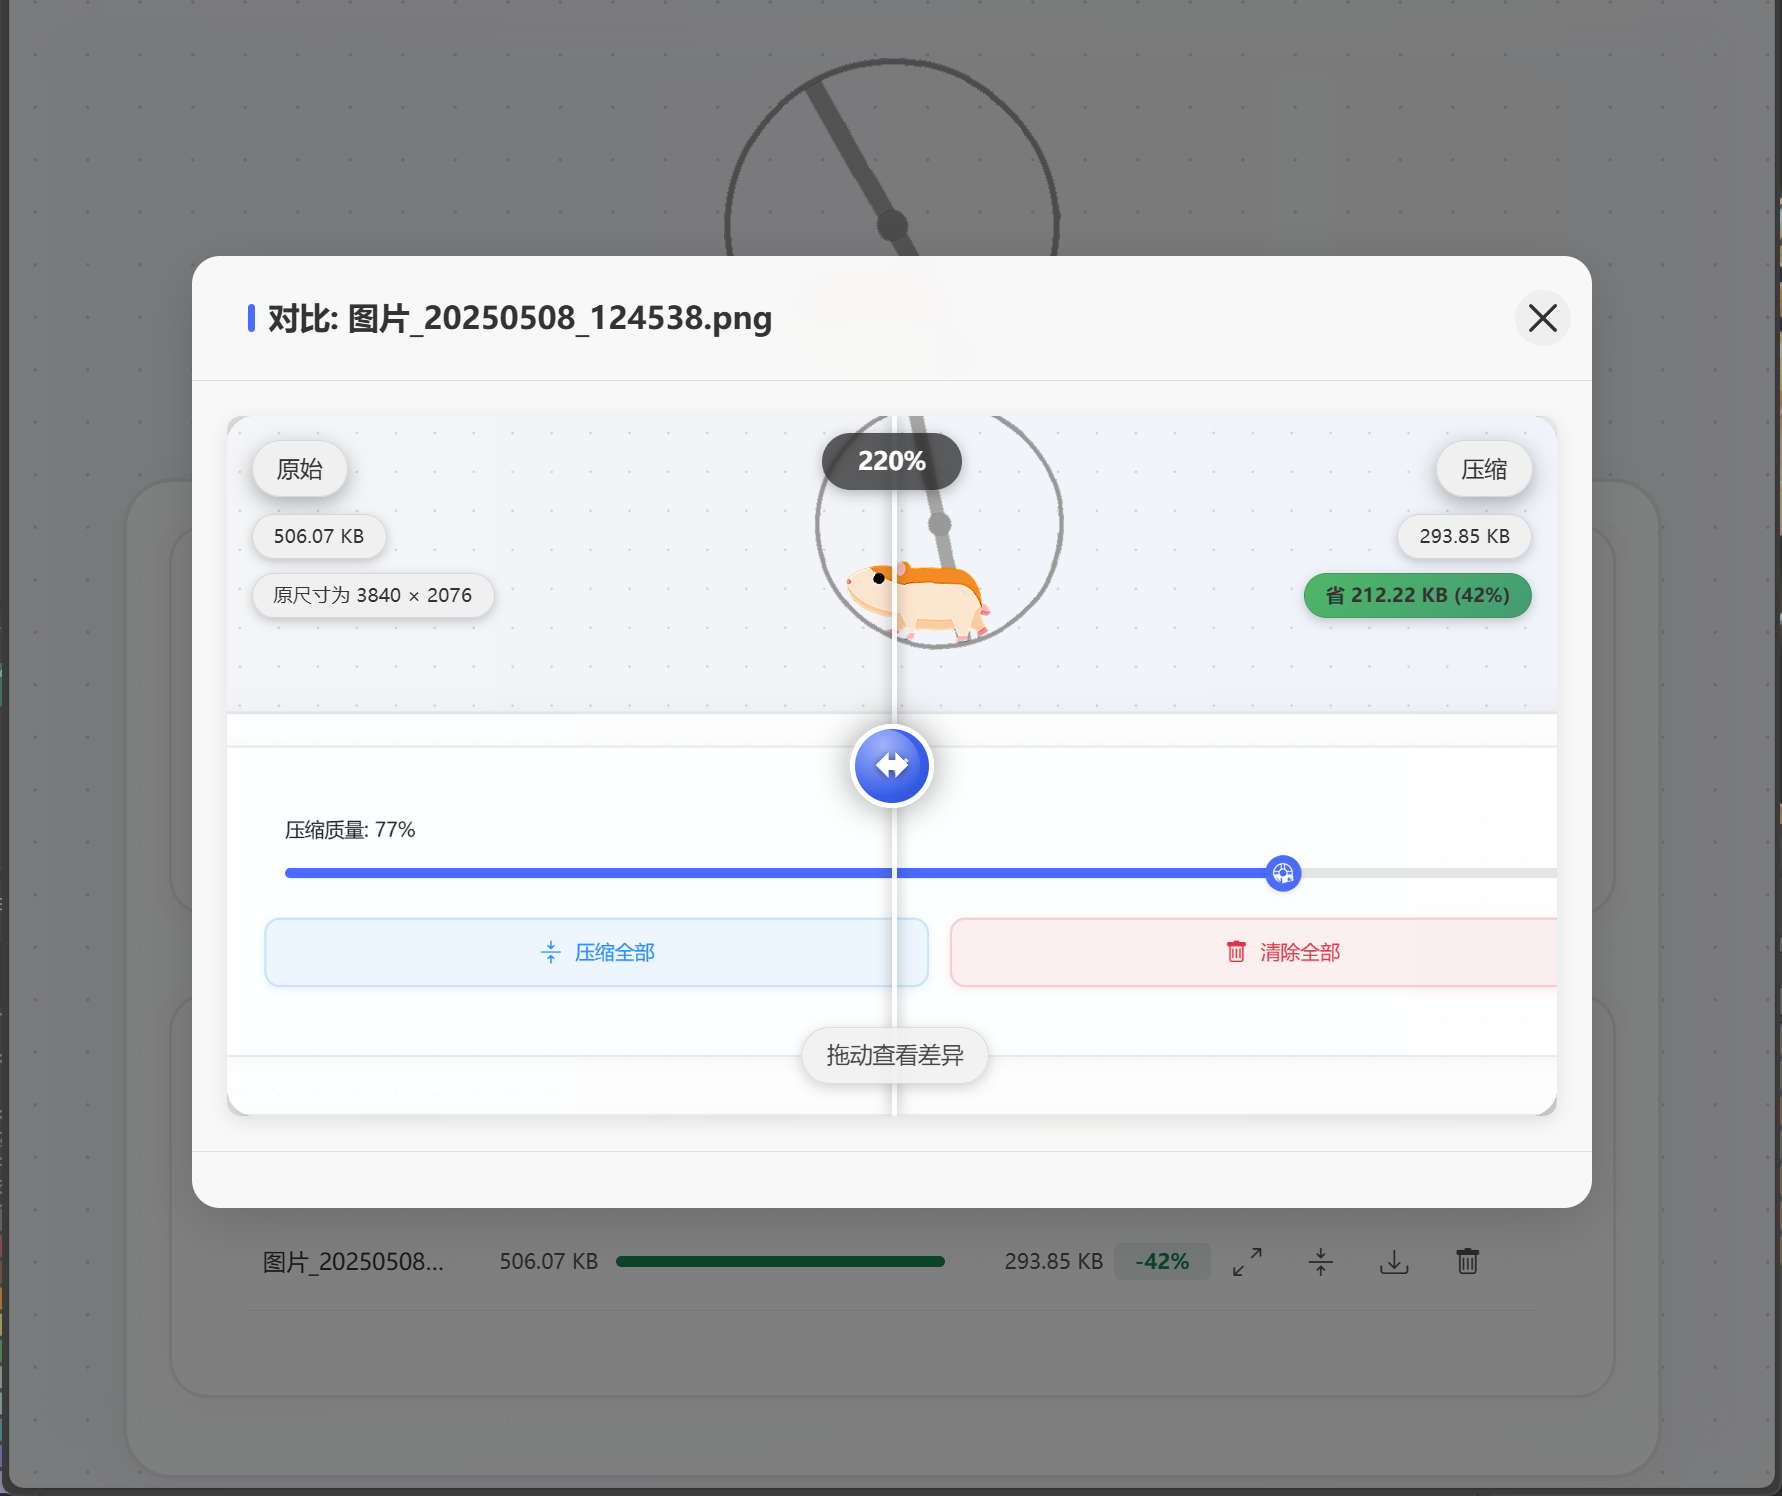 对比: 图片_20250508_124538.png
原始
220%
压缩
506.07 KB
293.85 KB
原尺寸为 3840 × 2076
省 212.22 KB (42%)
压缩质量: 77%
压缩全部
清除全部
拖动查看差异
图片_20250508...
506.07 KB
293.85 KB
-42%